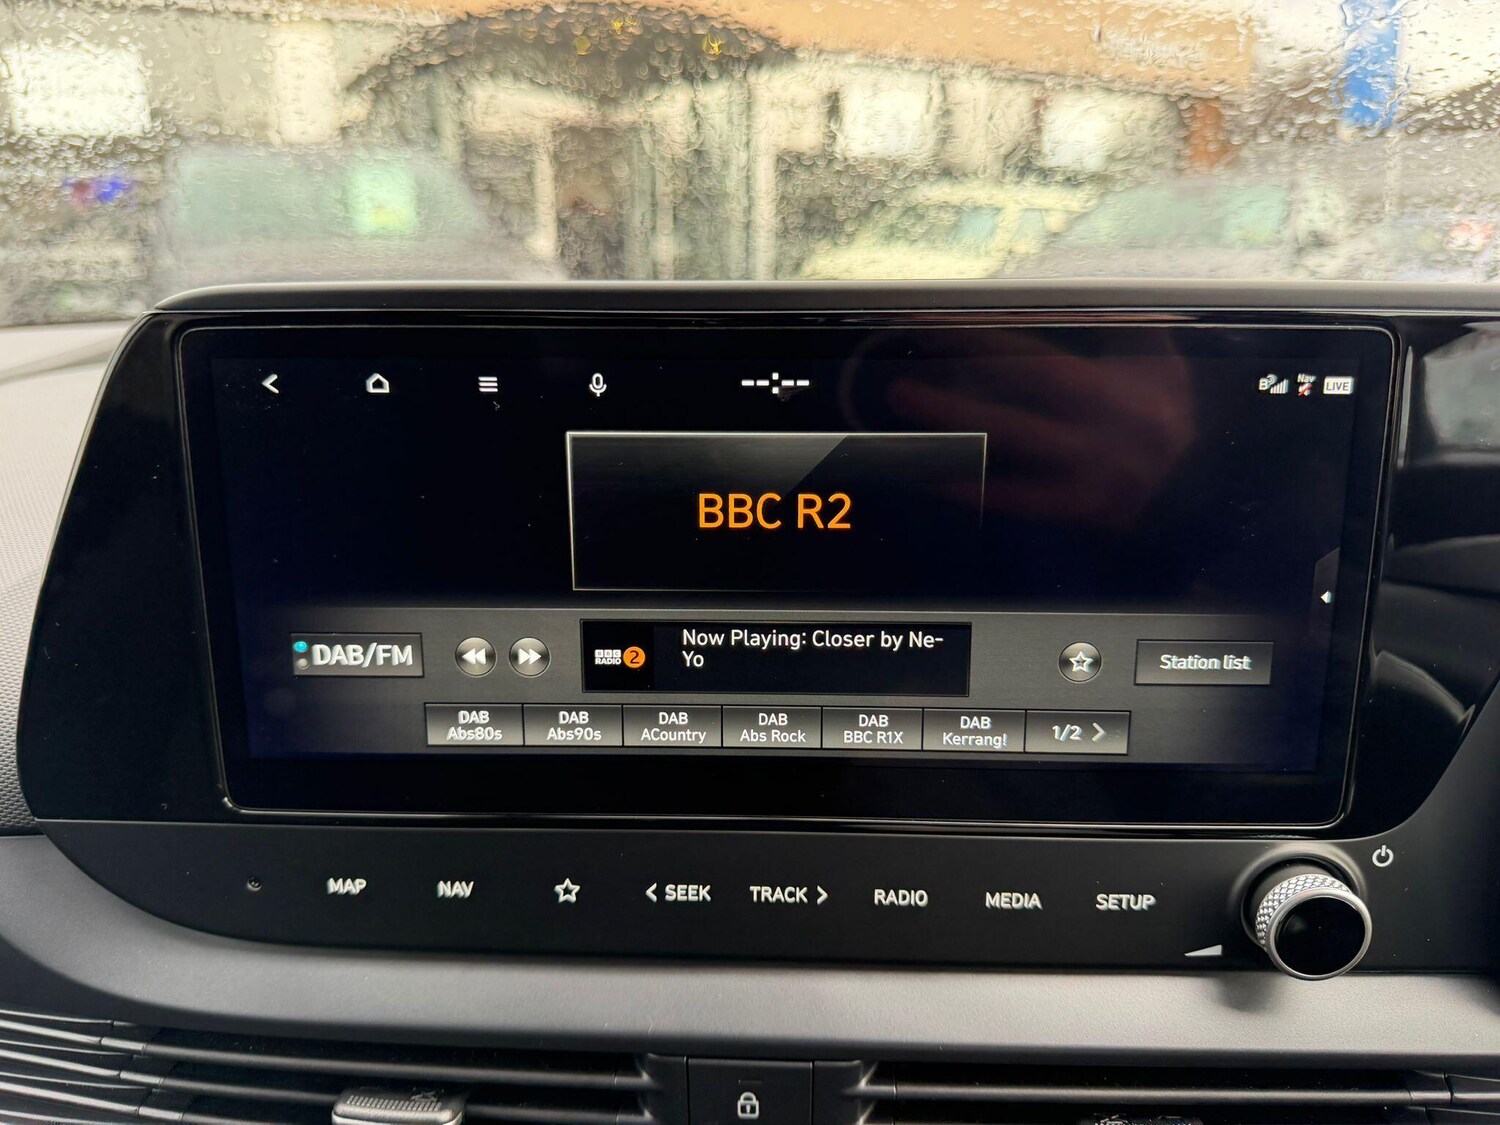 --:--
B
Nav
LIVE
BBC R2
DAB/FM
BBC
RADIO 2
Now Playing: Closer by Ne-
Yo
Station list
DAB
Abs80s
DAB
Abs90s
DAB
ACountry
DAB
Abs Rock
DAB
BBC R1X
DAB
Kerrang!
1/2 >
MAP
NAV
< SEEK
TRACK >
RADIO
MEDIA
SETUP